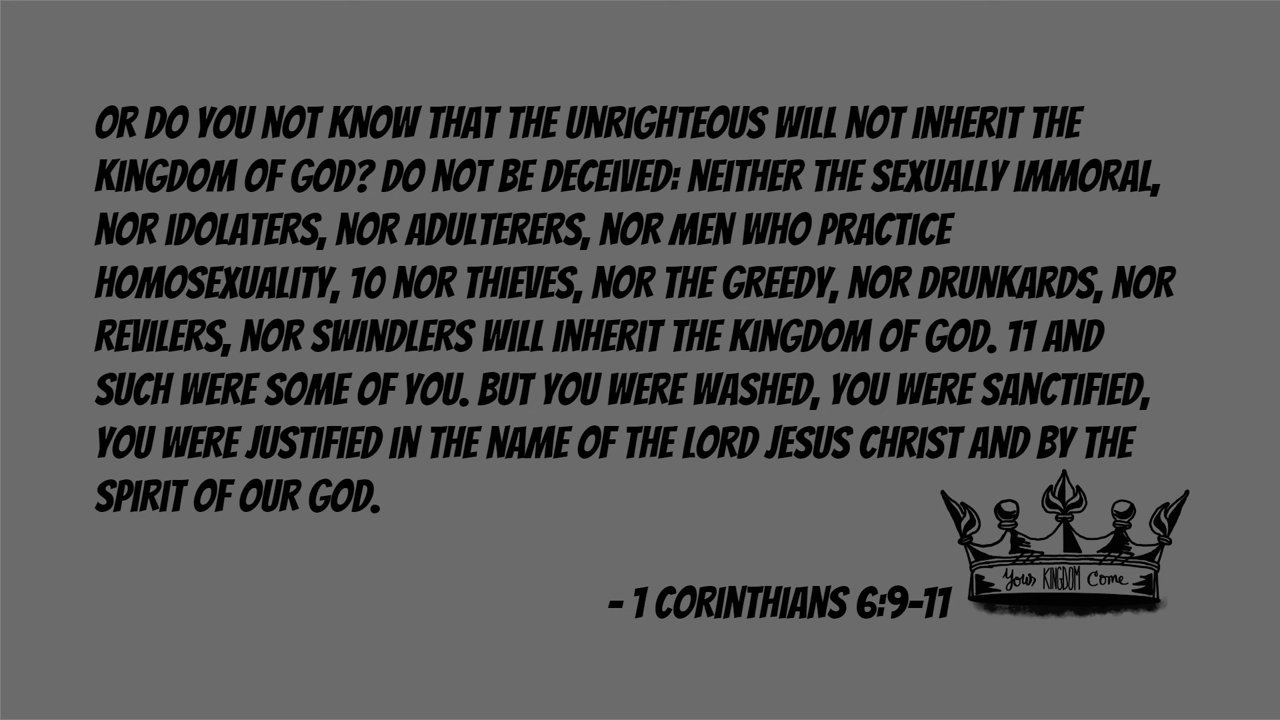 OR DO YOU NOT KNOW THAT THE UNRIGHTEOUS WILL NOT INHERIT THE
KINGDOM OF GOD? DO NOT BE DECEIVED: NEITHER THE SEXUALLY IMMORAL,
NOR IDOLATERS, NOR ADULTERERS, NOR MEN WHO PRACTICE
HOMOSEXUALITY, 10 NOR THIEVES, NOR THE GREEDY, NOR DRUNKARDS, NOR
REVILERS, NOR SWINDLERS WILL INHERIT THE KINGDOM OF GOD. 11 AND
SUCH WERE SOME OF YOU. BUT YOU WERE WASHED, YOU WERE SANCTIFIED,
YOU WERE JUSTIFIED IN THE NAME OF THE LORD JESUS CHRIST AND BY THE
SPIRIT OF OUR GOD.
Your KINGDOM Come
- 1 CORINTHIANS 6:9-11